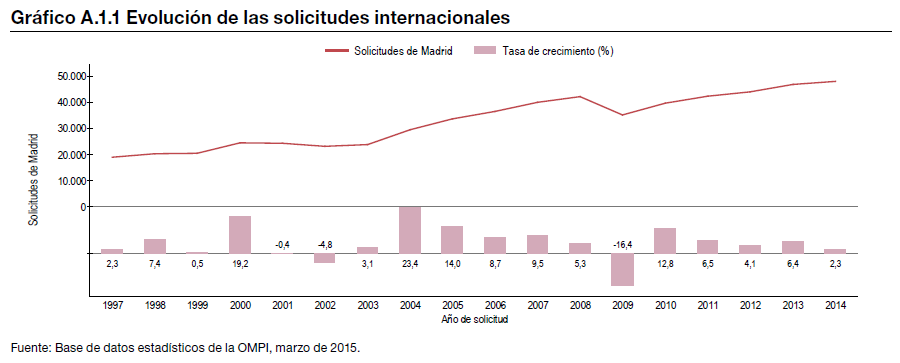 Gráfico A.1.1 Evolución de las solicitudes internacionales
Solicitudes de Madrid Tasa de crecimiento (%)
50.000
40.000
30.000
20.000
10.000
0
Solicitudes de Madrid
-0,4 -4,8 -16,4
2,3 7,4 0,5 19,2 3,1 23,4 14,0 8,7 9,5 5,3 12,8 6,5 4,1 6,4 2,3
1997 1998 1999 2000 2001 2002 2003 2004 2005 2006 2007 2008 2009 2010 2011 2012 2013 2014
Año de solicitud
Fuente: Base de datos estadísticos de la OMPI, marzo de 2015.